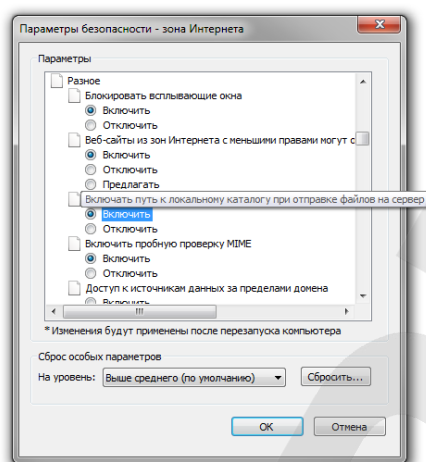 Параметры безопасности - зона Интернета
Параметры
Разное
Блокировать всплывающие окна
Включить
Отключить
Веб-сайты из зон Интернета с меньшими правами могут с
Включить
Отключить
Предлагать
Включать путь к локальному каталогу при отправке файлов на сервер
Включить
Отключить
Включить пробную проверку MIME
Включить
Отключить
Доступ к источникам данных за пределами домена
Включить
* Изменения будут применены после перезапуска компьютера
Сброс особых параметров
На уровень: Выше среднего (по умолчанию) Сбросить...
OK Отмена